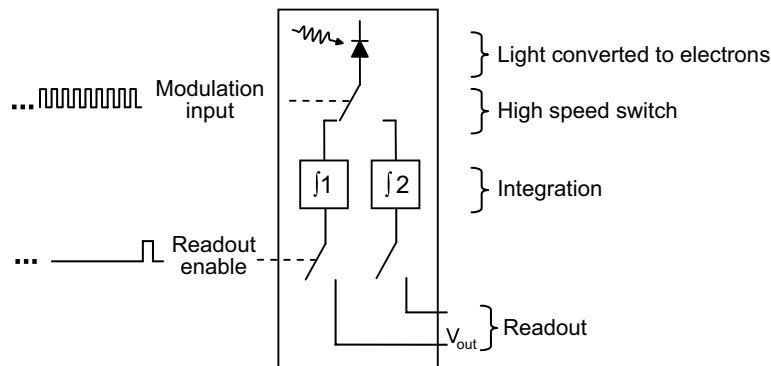 Light converted to electrons
... Modulation
input
High speed switch
∫1 ∫2
Integration
... Readout
enable
Readout
Vout